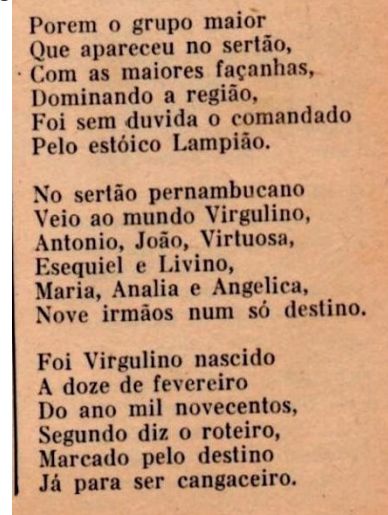 Porem o grupo maior
Que apareceu no sertão,
Com as maiores façanhas,
Dominando a região,
Foi sem duvida o comandado
Pelo estóico Lampião.
No sertão pernambucano
Veio ao mundo Virgulino,
Antonio, João, Virtuosa,
Esequiel e Livino,
Maria, Analia e Angelica,
Nove irmãos num só destino.
Foi Virgulino nascido
A doze de fevereiro
Do ano mil novecentos,
Segundo diz o roteiro,
Marcado pelo destino
Já para ser cangaceiro.